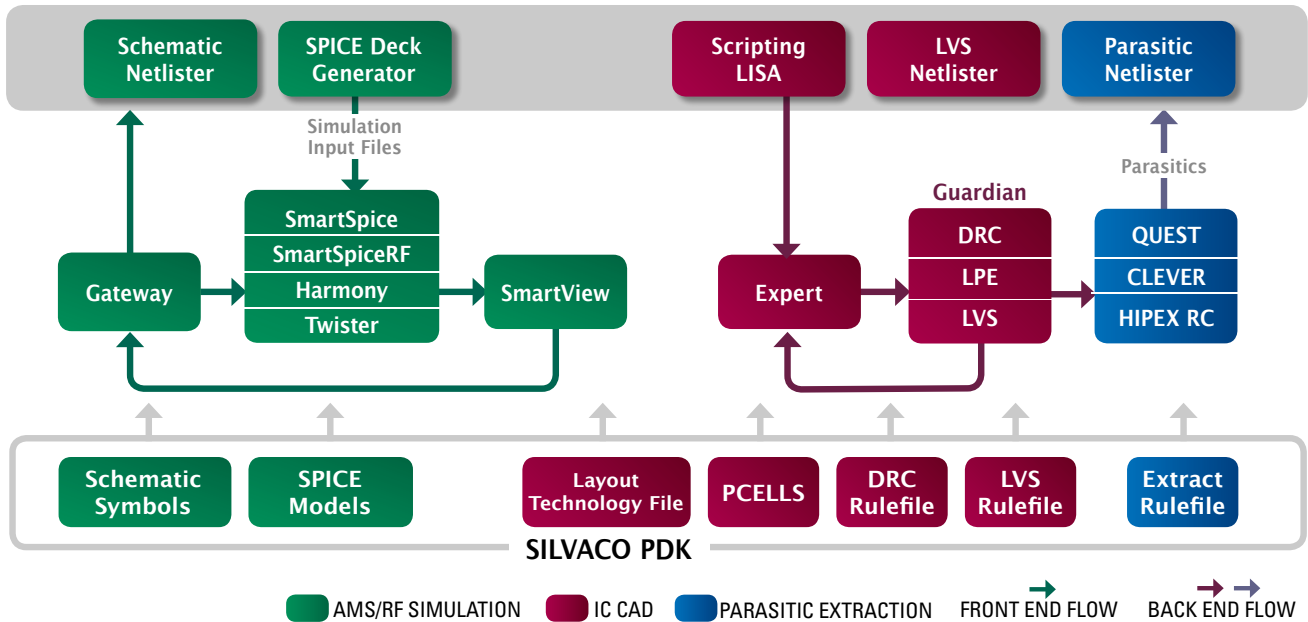 Schematic
Netlister
SPICE Deck
Generator
Scripting
LISA
LVS
Netlister
Parasitic
Netlister
Simulation
Input Files
Parasitics
Guardian
SmartSpice
SmartSpiceRF
Harmony
Twister
Gateway
SmartView
Expert
DRC
LPE
LVS
QUEST
CLEVER
HIPEX RC
Schematic
Symbols
SPICE
Models
Layout
Technology File
PCELLS
DRC
Rulefile
LVS
Rulefile
Extract
Rulefile
SILVACO PDK
AMS/RF SIMULATION
IC CAD
PARASITIC EXTRACTION
FRONT END FLOW
BACK END FLOW